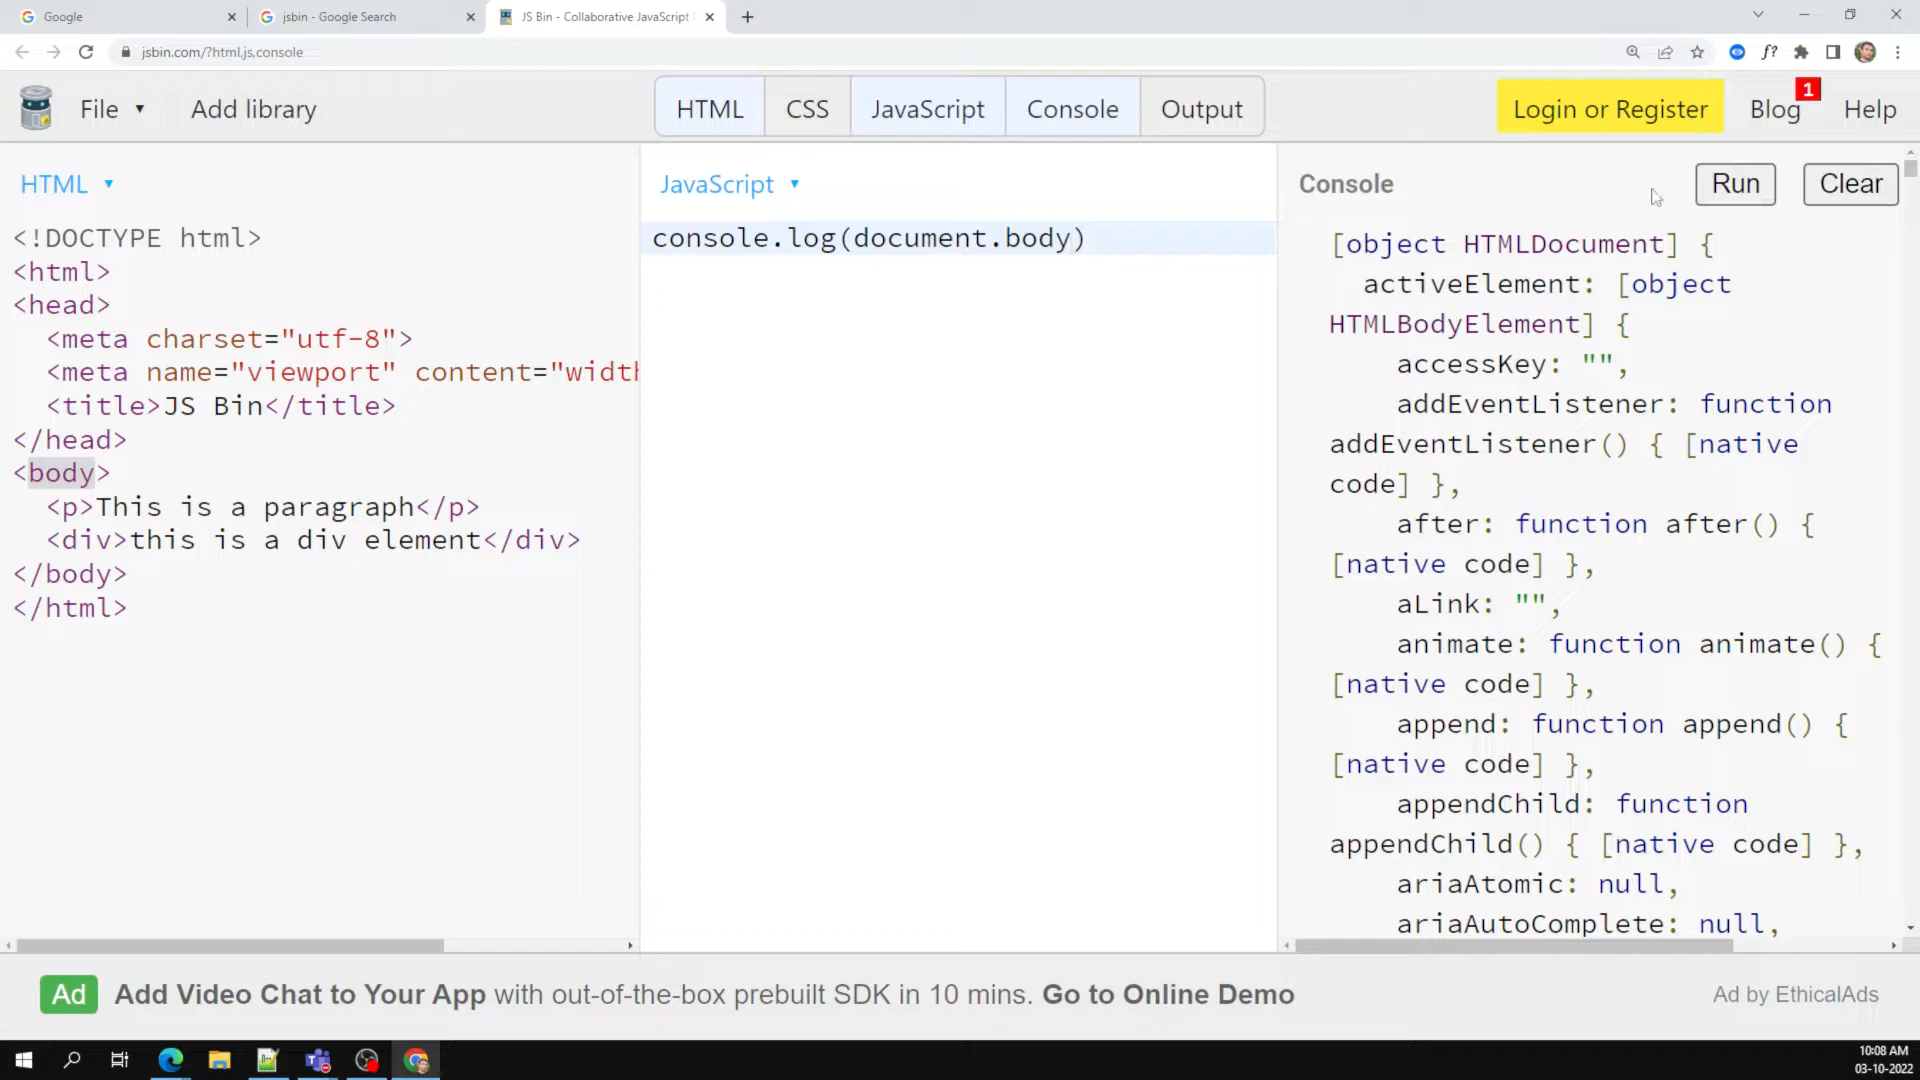 Google
jsbin - Google Search
JS Bin - Collaborative JavaScript
jsbin.com/?html,js,console
File
Add library
HTML
CSS
JavaScript
Console
Output
Login or Register
Blog
1
Help
HTML
<!DOCTYPE html>
<html>
<head>
<meta charset="utf-8">
<meta name="viewport" content="width
<title>JS Bin</title>
</head>
<body>
<p>This is a paragraph</p>
<div>this is a div element</div>
</body>
</html>
JavaScript
console.log(document.body)
Console
Run
Clear
[object HTMLDocument] {
activeElement: [object
HTMLBodyElement] {
accessKey: "",
addEventListener: function
addEventListener() { [native
code] },
after: function after() {
[native code] },
aLink: "",
animate: function animate() {
[native code] },
append: function append() {
[native code] },
appendChild: function
appendChild() { [native code] },
ariaAtomic: null,
ariaAutoComplete: null,
Ad Add Video Chat to Your App with out-of-the-box prebuilt SDK in 10 mins. Go to Online Demo
Ad by EthicalAds
10:08 AM
03-10-2022